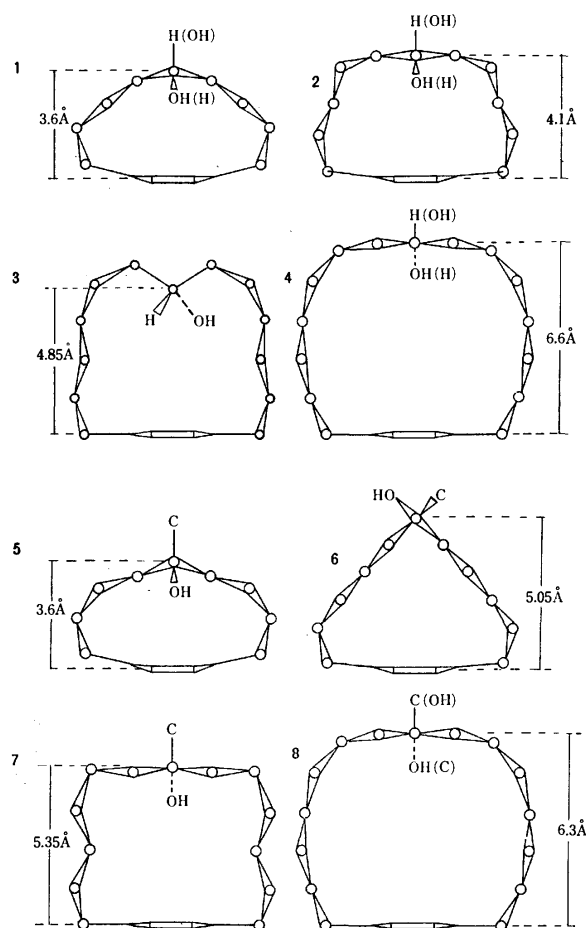 1
H(OH)
OH(H)
3.6Å
2
H(OH)
OH(H)
4.1Å
3
H
OH
4.85Å
4
H(OH)
OH(H)
6.6Å
5
C
OH
3.6Å
6
HO
C
5.05Å
7
C
OH
5.35Å
8
C(OH)
OH(C)
6.3Å